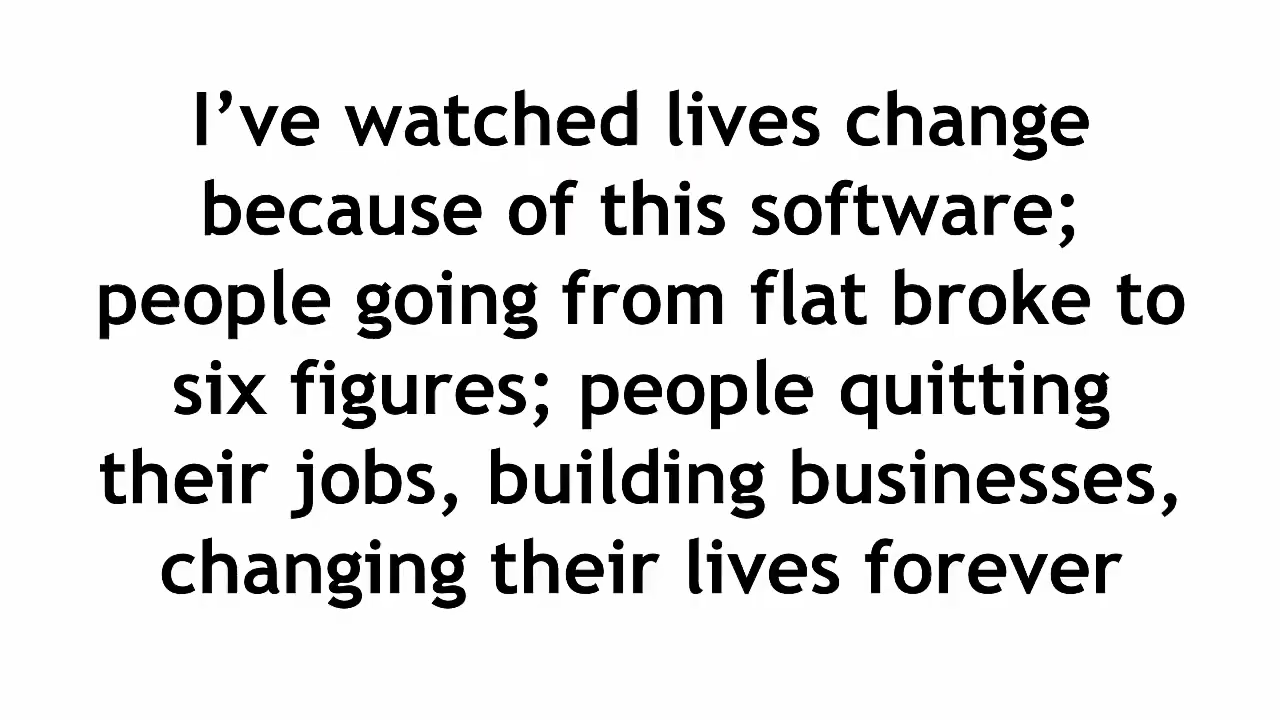 I’ve watched lives change
because of this software;
people going from flat broke to
six figures; people quitting
their jobs, building businesses,
changing their lives forever